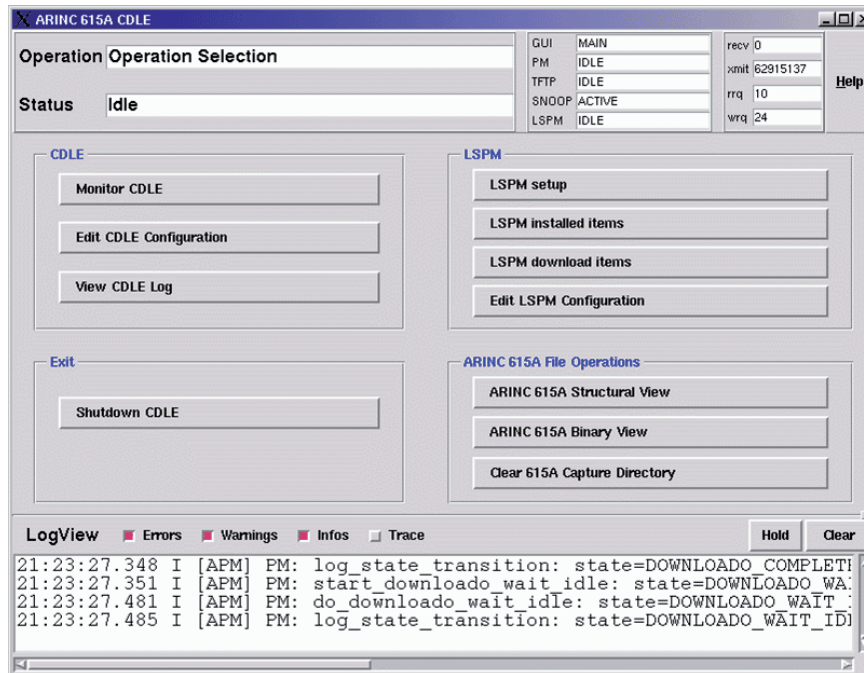 ARINC 615A CDLE
Operation Operation Selection
Status Idle
GUI MAIN
PM IDLE
TFTP IDLE
SNOOP ACTIVE
LSPM IDLE
recv 0
xmit 62915137
rrq 10
wrq 24
Help
CDLE
Monitor CDLE
Edit CDLE Configuration
View CDLE Log
LSPM
LSPM setup
LSPM installed items
LSPM download items
Edit LSPM Configuration
Exit
Shutdown CDLE
ARINC 615A File Operations
ARINC 615A Structural View
ARINC 615A Binary View
Clear 615A Capture Directory
LogView Errors Warnings Infos Trace Hold Clear
21:23:27.348 I [APM] PM: log_state_transition: state=DOWNLOADO_COMPLETE
21:23:27.351 I [APM] PM: start_downloado_wait_idle: state=DOWNLOADO_WAI
21:23:27.481 I [APM] PM: do_downloado_wait_idle: state=DOWNLOADO_WAIT_
21:23:27.485 I [APM] PM: log_state_transition: state=DOWNLOADO_WAIT_IDL